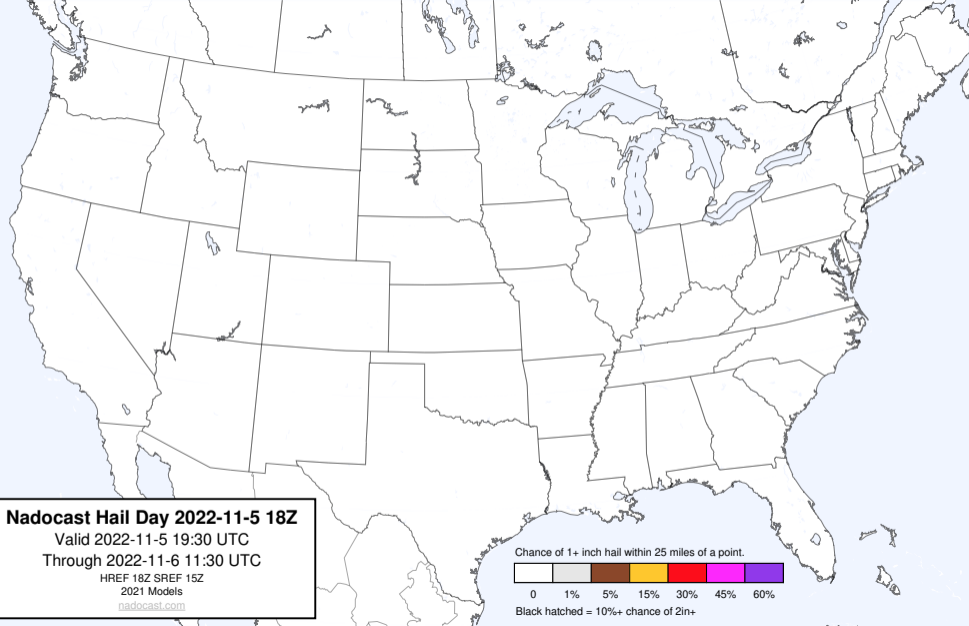 Nadocast Hail Day 2022-11-5 18Z
Valid 2022-11-5 19:30 UTC
Through 2022-11-6 11:30 UTC
HREF 18Z SREF 15Z
2021 Models
nadocast.com
Chance of 1+ inch hail within 25 miles of a point.
0 1% 5% 15% 30% 45% 60%
Black hatched = 10%+ chance of 2in+